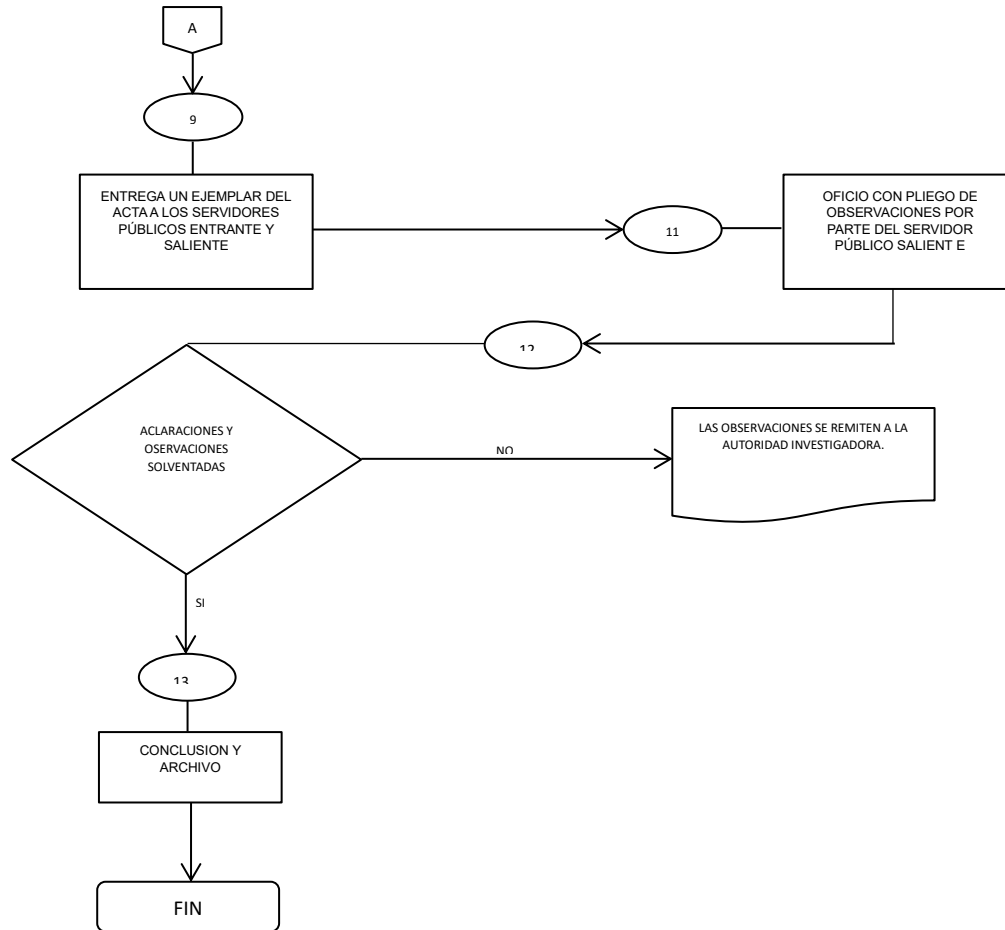 A
9
ENTREGA UN EJEMPLAR DEL
ACTA A LOS SERVIDORES
PÚBLICOS ENTRANTE Y
SALIENTE
11
OFICIO CON PLIEGO DE
OBSERVACIONES POR
PARTE DEL SERVIDOR
PÚBLICO SALIENT E
12
ACLARACIONES Y
OSERVACIONES
SOLVENTADAS
NO
LAS OBSERVACIONES SE REMITEN A LA
AUTORIDAD INVESTIGADORA.
SI
13
CONCLUSION Y
ARCHIVO
FIN